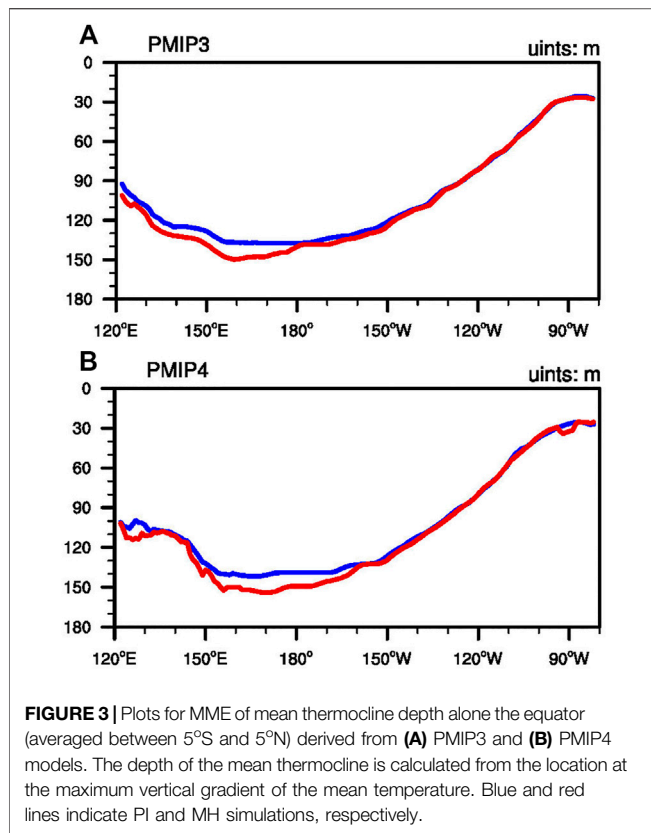 A
PMIP3
uints: m
0
30
60
90
120
150
180
120°E
150°E
180°
150°W
120°W
90°W
B
PMIP4
uints: m
0
30
60
90
120
150
180
120°E
150°E
180°
150°W
120°W
90°W
FIGURE 3 | Plots for MME of mean thermocline depth alone the equator
(averaged between 5°S and 5°N) derived from (A) PMIP3 and (B) PMIP4
models. The depth of the mean thermocline is calculated from the location at
the maximum vertical gradient of the mean temperature. Blue and red
lines indicate PI and MH simulations, respectively.